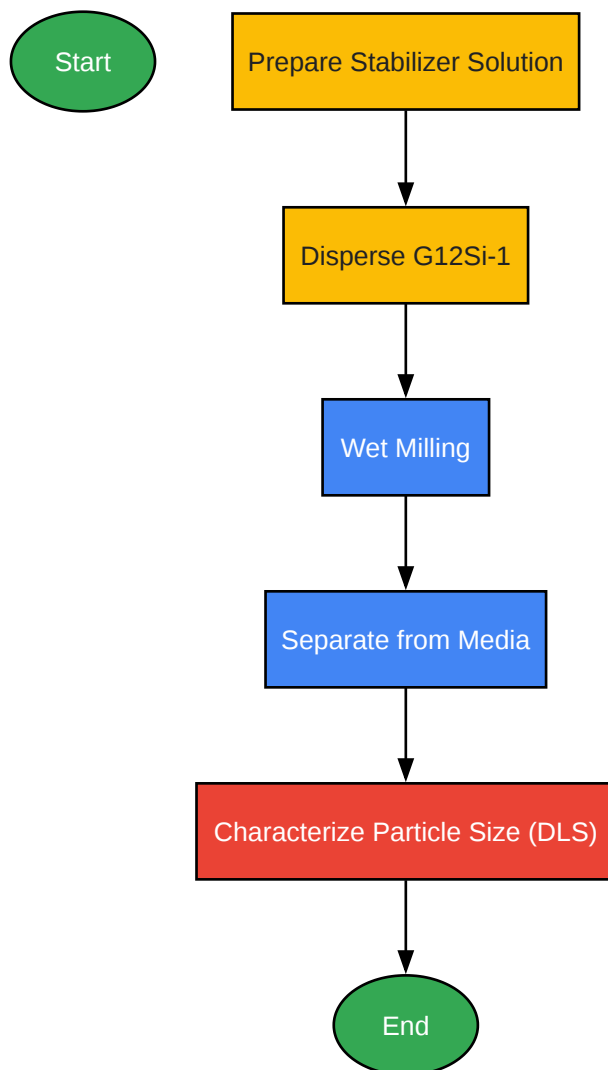 Start
Prepare Stabilizer Solution
Disperse G12Si-1
Wet Milling
Separate from Media
Characterize Particle Size (DLS)
End